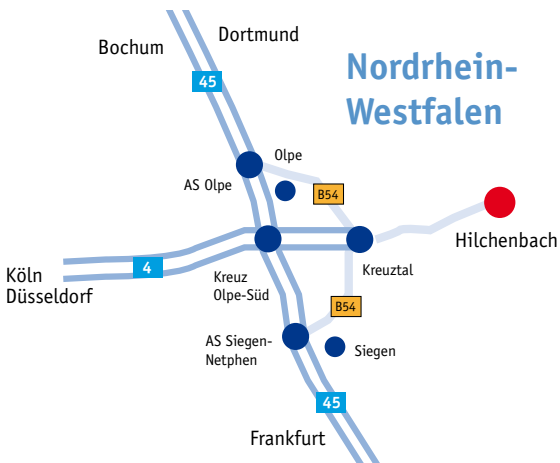 Dortmund
Bochum
Nordrhein-
Westfalen
45
Olpe
AS Olpe
B54
Hilchenbach
4
Köln
Düsseldorf
Kreuz
Olpe-Süd
Kreuztal
B54
AS Siegen-
Netphen
Siegen
45
Frankfurt